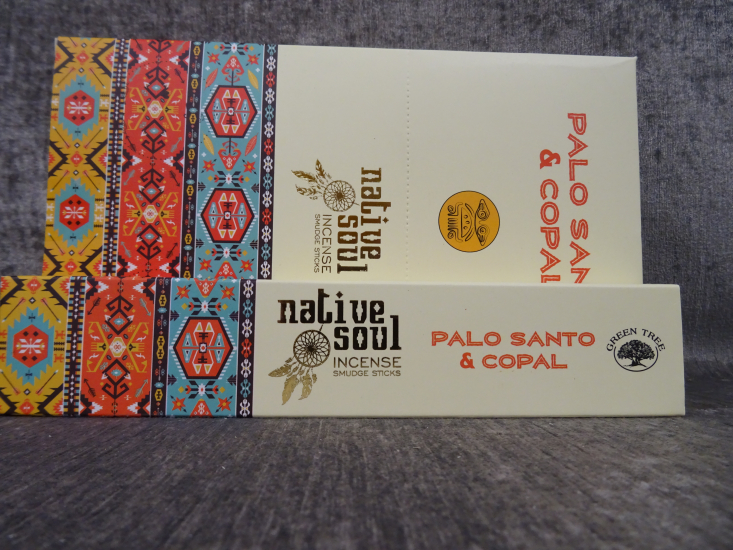 native
soul
INCENSE
SMUDGE STICKS
PALO SAN
& COPAL
native
soul
INCENSE
SMUDGE STICKS
PALO SANTO
& COPAL
GREEN TREE